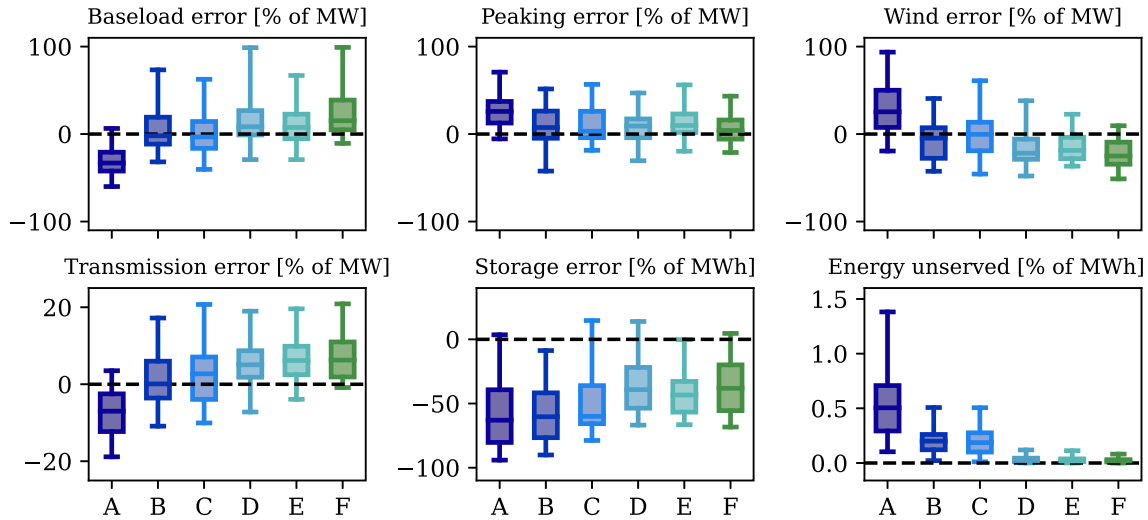 Baseload error [% of MW]
Peaking error [% of MW]
Wind error [% of MW]
100
0
−100
100
0
−100
100
0
−100
Transmission error [% of MW]
Storage error [% of MWh]
Energy unserved [% of MWh]
20
0
−20
0
−50
−100
1.5
1.0
0.5
0.0
A B C D E F
A B C D E F
A B C D E F